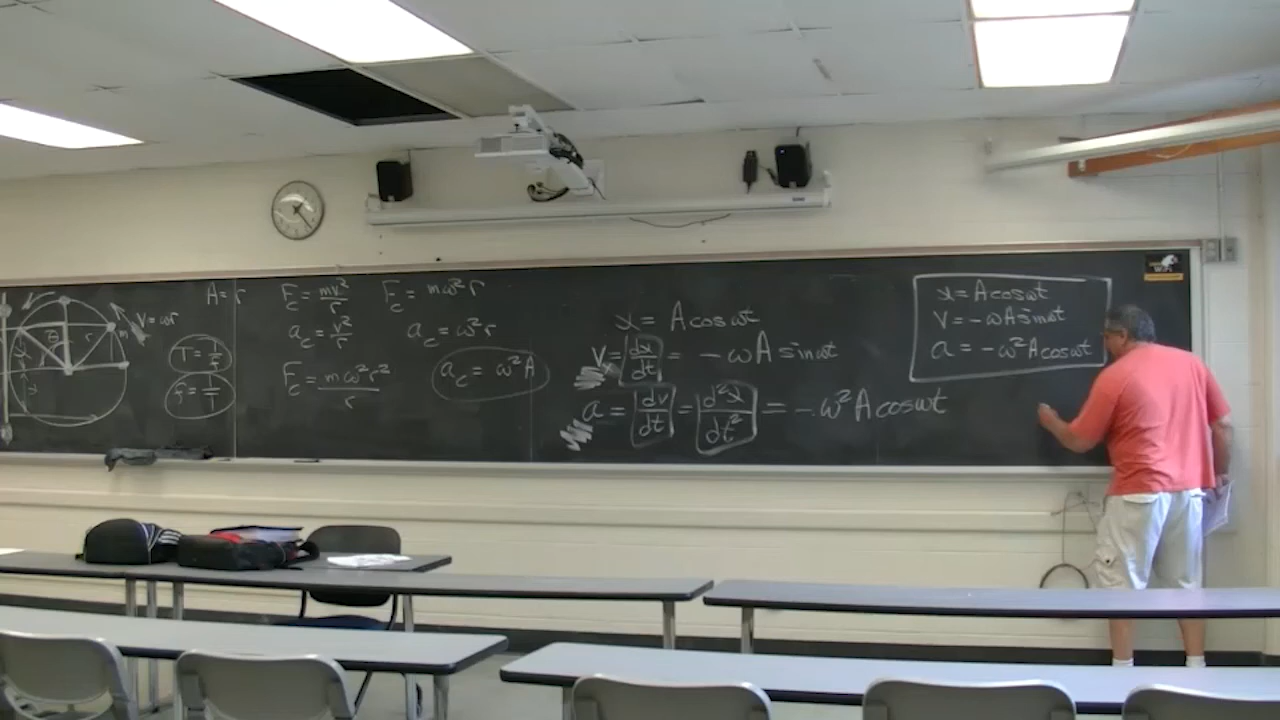 A = r
V = ωr
θ
r
m
T = 1/f
f = 1/T
F_c = mv²/r
F_c = mω²r
a_c = v²/r
a_c = ω²r
F_c = mω²r²/r
a_c = ω²A
x = A cos ωt
v = dx/dt = -ωA sin ωt
a = dv/dt = d²x/dt² = -ω²A cos ωt
x = A cos ωt
V = -ωA sin ωt
a = -ω²A cos ωt
WiFi